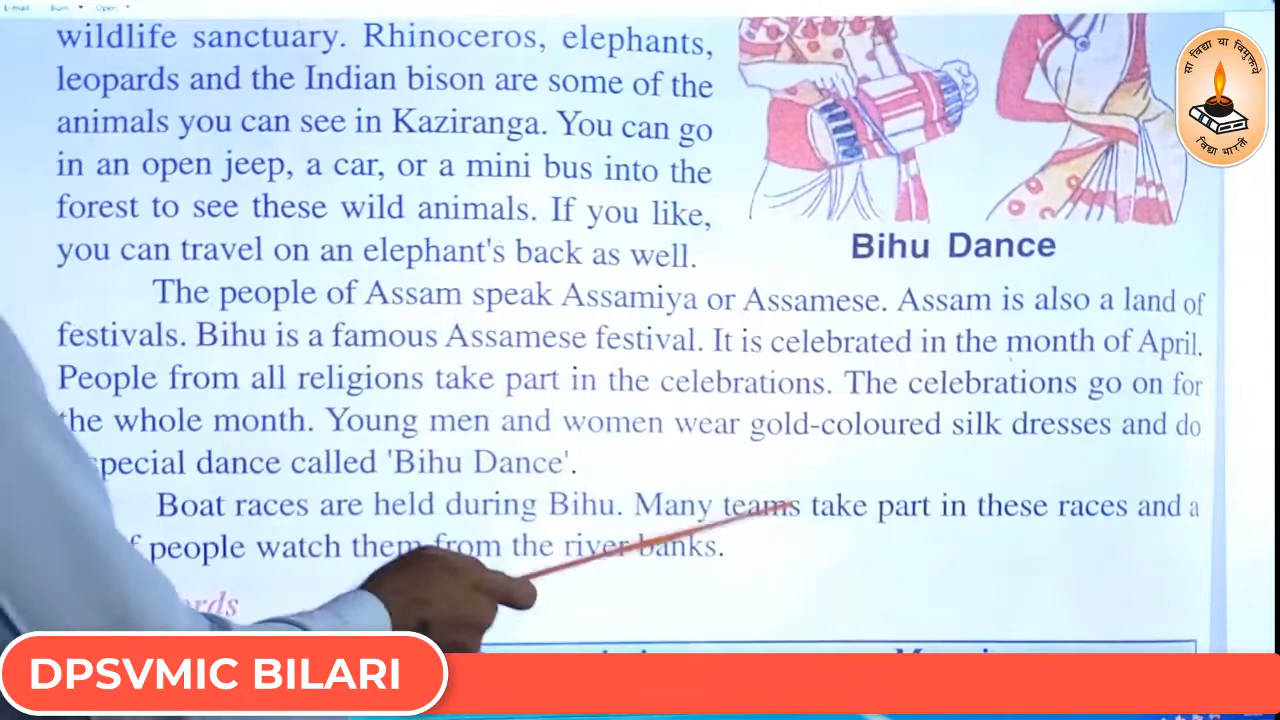 E-mail Burn Open
wildlife sanctuary. Rhinoceros, elephants,
leopards and the Indian bison are some of the
animals you can see in Kaziranga. You can go
in an open jeep, a car, or a mini bus into the
forest to see these wild animals. If you like,
you can travel on an elephant's back as well.
Bihu Dance
The people of Assam speak Assamiya or Assamese. Assam is also a land of
festivals. Bihu is a famous Assamese festival. It is celebrated in the month of April.
People from all religions take part in the celebrations. The celebrations go on for
the whole month. Young men and women wear gold-coloured silk dresses and do
special dance called 'Bihu Dance'.
Boat races are held during Bihu. Many teams take part in these races and a
people watch them from the river banks.
सा विद्या या विमुक्तये
विद्या भारती
DPSVMIC BILARI